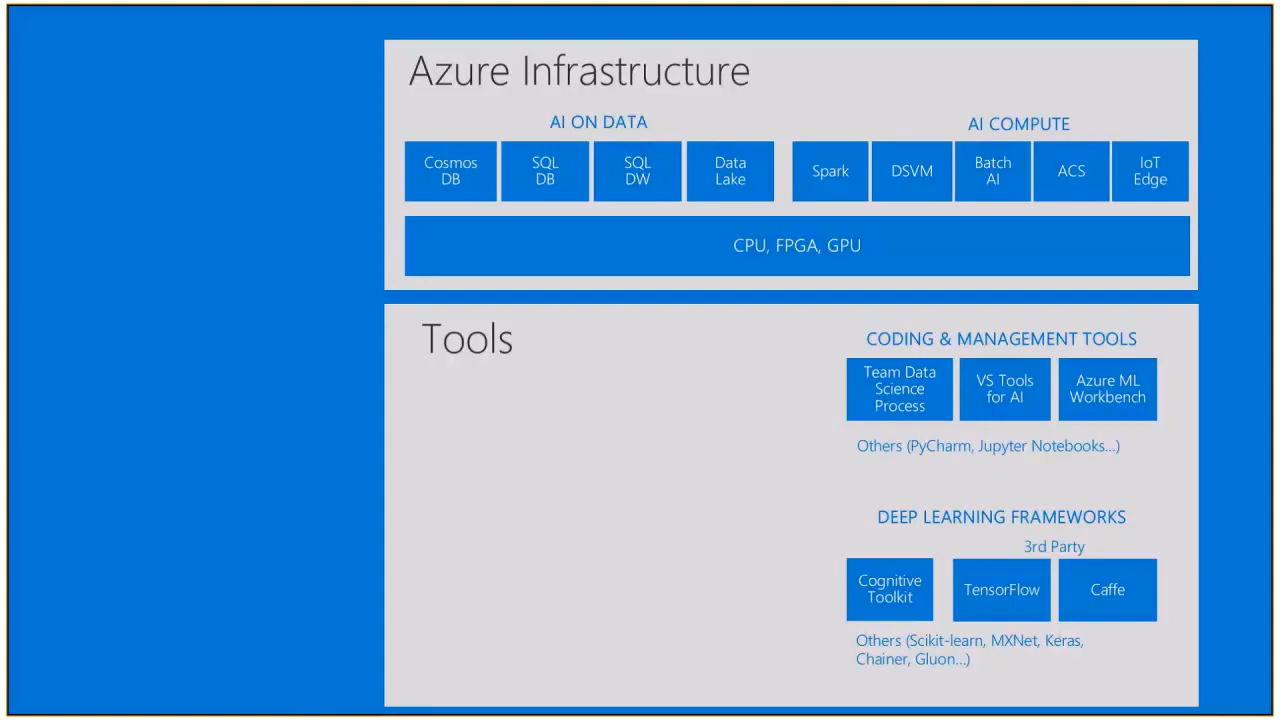 Azure Infrastructure
AI ON DATA
AI COMPUTE
Cosmos
DB
SQL
DB
SQL
DW
Data
Lake
Spark
DSVM
Batch
AI
ACS
IoT
Edge
CPU, FPGA, GPU
Tools
CODING & MANAGEMENT TOOLS
Team Data
Science
Process
VS Tools
for AI
Azure ML
Workbench
Others (PyCharm, Jupyter Notebooks...)
DEEP LEARNING FRAMEWORKS
3rd Party
Cognitive
Toolkit
TensorFlow
Caffe
Others (Scikit-learn, MXNet, Keras,
Chainer, Gluon...)